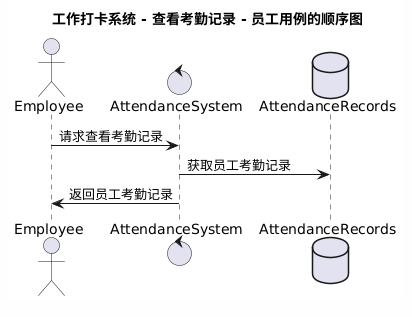 工作打卡系统 - 查看考勤记录 - 员工用例的顺序图
Employee
AttendanceSystem
AttendanceRecords
请求查看考勤记录
获取员工考勤记录
返回员工考勤记录
Employee
AttendanceSystem
AttendanceRecords